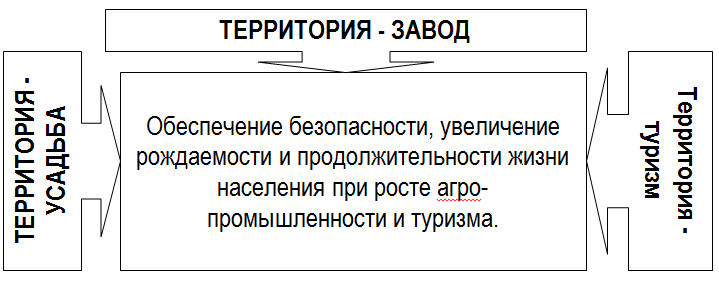 ТЕРРИТОРИЯ - ЗАВОД
ТЕРРИТОРИЯ -
УСАДЬБА
Обеспечение безопасности, увеличение
рождаемости и продолжительности жизни
населения при росте агро-
промышленности и туризма.
Территория -
туризм